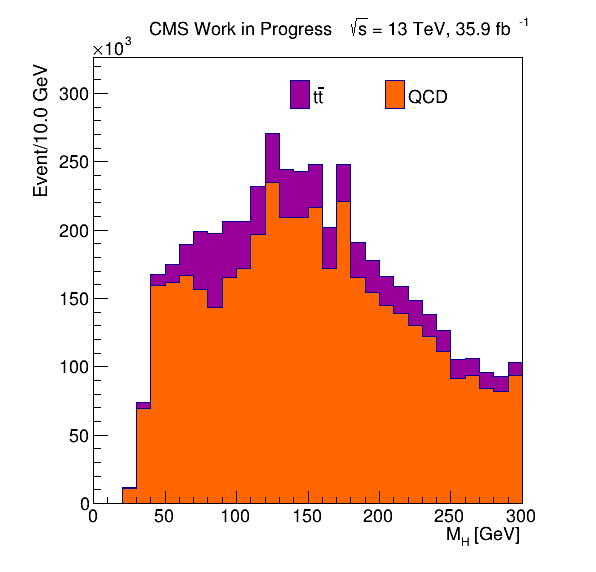 CMS Work in Progress √s = 13 TeV, 35.9 fb⁻¹
×10³
Event/10.0 GeV
tt̄ QCD
300
250
200
150
100
50
0
0 50 100 150 200 250 300
M_H [GeV]